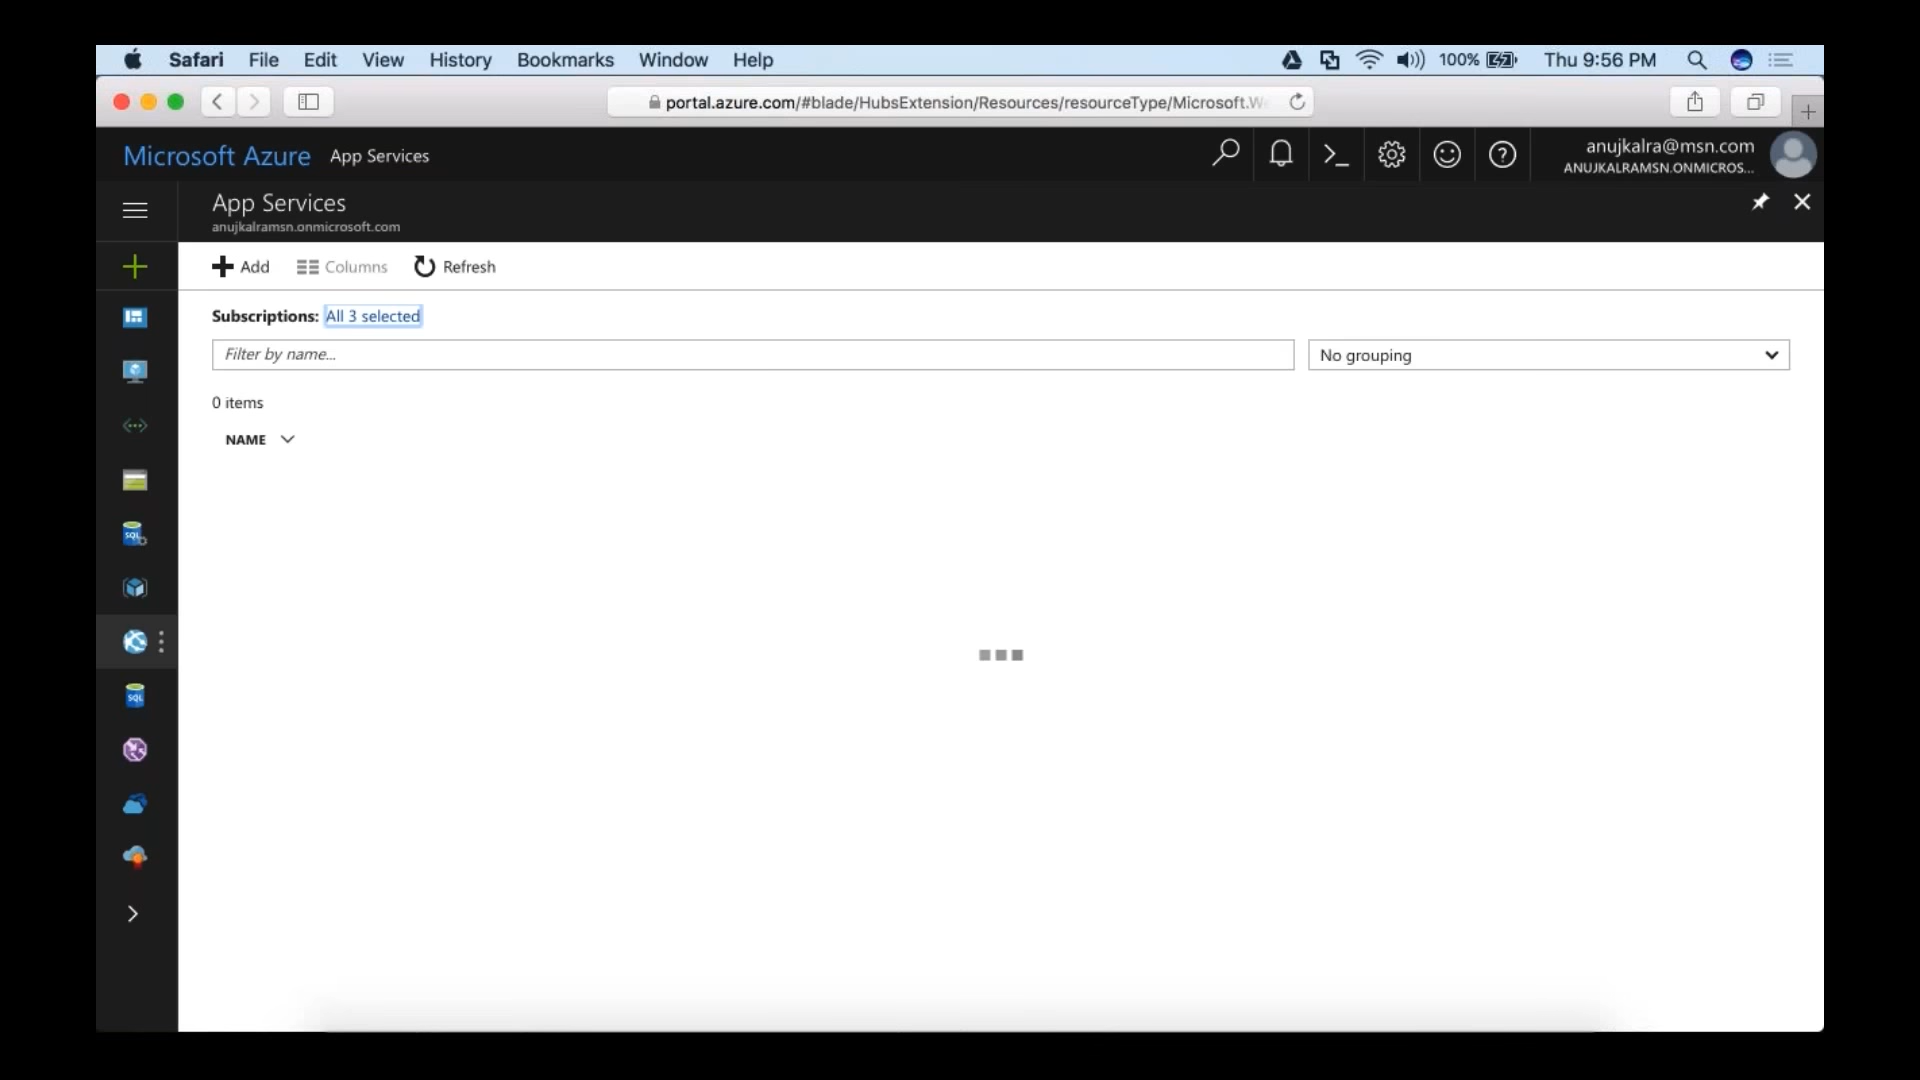 Safari File Edit View History Bookmarks Window Help 100% Thu 9:56 PM
portal.azure.com/#blade/HubsExtension/Resources/resourceType/Microsoft.W
Microsoft Azure App Services
anujkalra@msn.com
ANUJKALRAMSN.ONMICROS...
App Services
anujkalramsn.onmicrosoft.com
Add Columns Refresh
Subscriptions: All 3 selected
Filter by name... No grouping
0 items
NAME
SQL
SQL